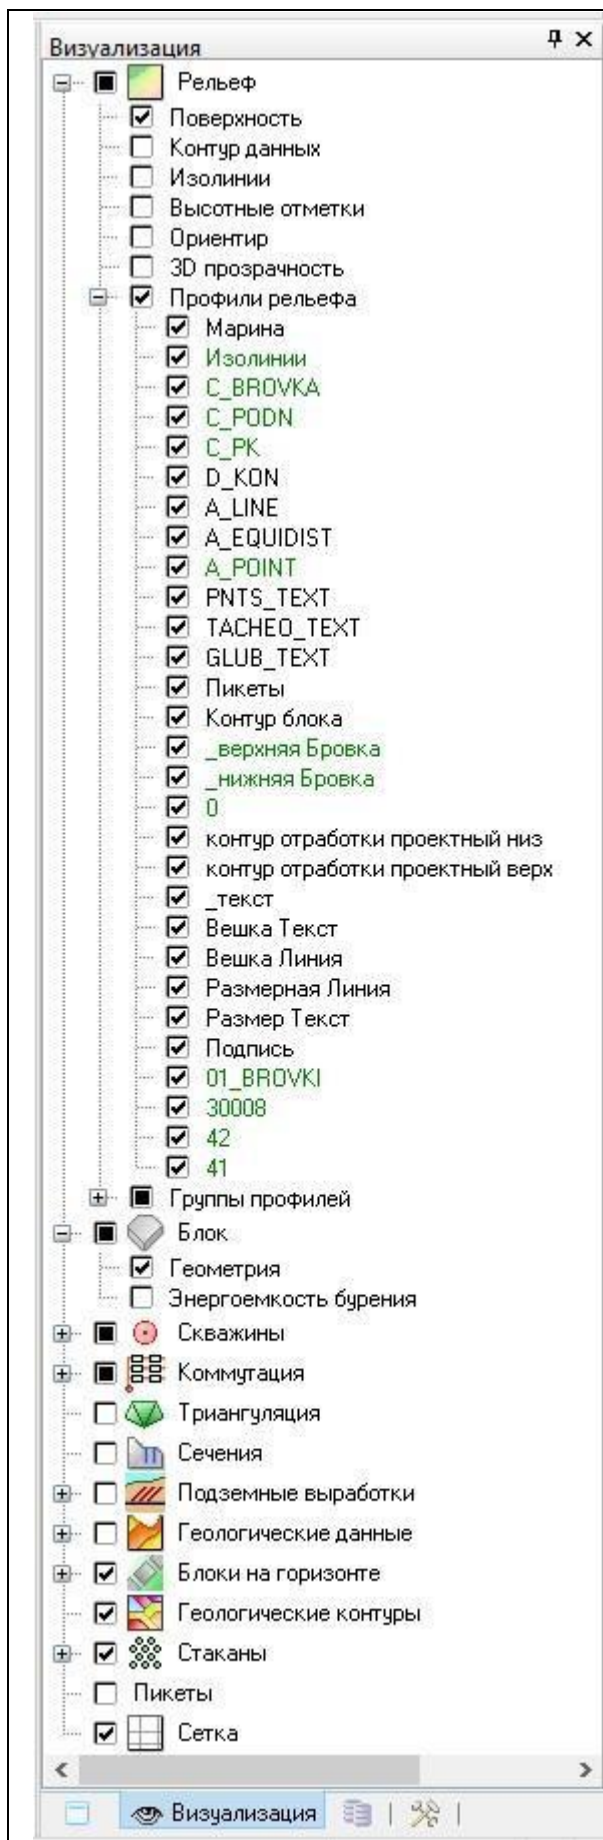 Визуализация
Рельеф
Поверхность
Контур данных
Изолинии
Высотные отметки
Ориентир
3D прозрачность
Профили рельефа
Марина
Изолинии
C_BROVKA
C_PODN
C_PK
D_KON
A_LINE
A_EQUIDIST
A_POINT
PNTS_TEXT
TACHEO_TEXT
GLUB_TEXT
Пикеты
Контур блока
_верхняя Бровка
_нижняя Бровка
0
контур отработки проектный низ
контур отработки проектный верх
_текст
Вешка Текст
Вешка Линия
Размерная Линия
Размер Текст
Подпись
01_BROVKI
30008
42
41
Группы профилей
Блок
Геометрия
Энергоемкость бурения
Скважины
Коммутация
Триангуляция
Сечения
Подземные выработки
Геологические данные
Блоки на горизонте
Геологические контуры
Стаканы
Пикеты
Сетка
Визуализация